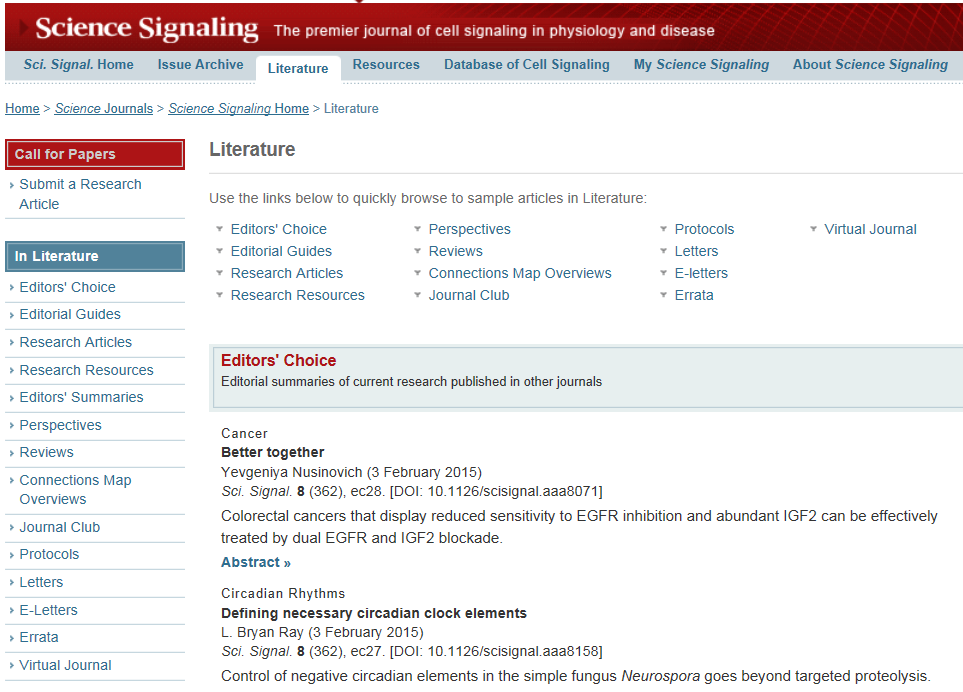 Science Signaling The premier journal of cell signaling in physiology and disease
Sci. Signal. Home Issue Archive Literature Resources Database of Cell Signaling My Science Signaling About Science Signaling
Home > Science Journals > Science Signaling Home > Literature
Call for Papers
› Submit a Research
Article
In Literature
› Editors' Choice
› Editorial Guides
› Research Articles
› Research Resources
› Editors' Summaries
› Perspectives
› Reviews
› Connections Map
Overviews
› Journal Club
› Protocols
› Letters
› E-Letters
› Errata
› Virtual Journal
Literature
Use the links below to quickly browse to sample articles in Literature:
Editors' Choice
Editorial Guides
Research Articles
Research Resources
Perspectives
Reviews
Connections Map Overviews
Journal Club
Protocols
Letters
E-letters
Errata
Virtual Journal
Editors' Choice
Editorial summaries of current research published in other journals
Cancer
Better together
Yevgeniya Nusinovich (3 February 2015)
Sci. Signal. 8 (362), ec28. [DOI: 10.1126/scisignal.aaa8071]
Colorectal cancers that display reduced sensitivity to EGFR inhibition and abundant IGF2 can be effectively
treated by dual EGFR and IGF2 blockade.
Abstract »
Circadian Rhythms
Defining necessary circadian clock elements
L. Bryan Ray (3 February 2015)
Sci. Signal. 8 (362), ec27. [DOI: 10.1126/scisignal.aaa8158]
Control of negative circadian elements in the simple fungus Neurospora goes beyond targeted proteolysis.